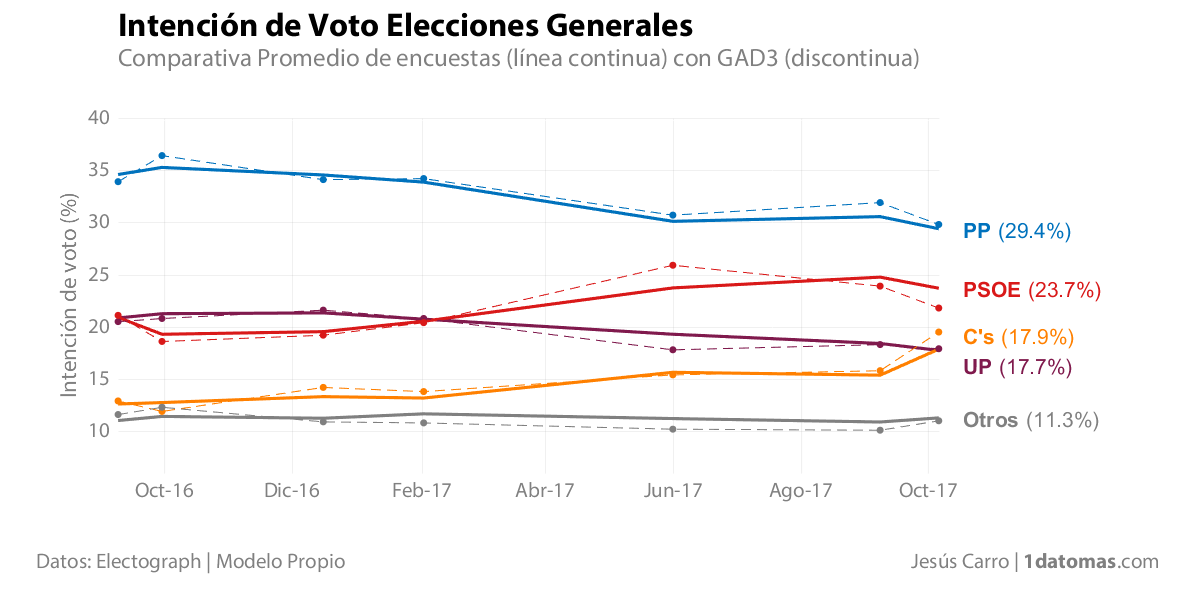 Intención de Voto Elecciones Generales
Comparativa Promedio de encuestas (línea continua) con GAD3 (discontinua)
Intención de voto (%)
40
35
30
25
20
15
10
PP (29.4%)
PSOE (23.7%)
C's (17.9%)
UP (17.7%)
Otros (11.3%)
Oct-16 Dic-16 Feb-17 Abr-17 Jun-17 Ago-17 Oct-17
Datos: Electograph | Modelo Propio
Jesús Carro | 1datomas.com